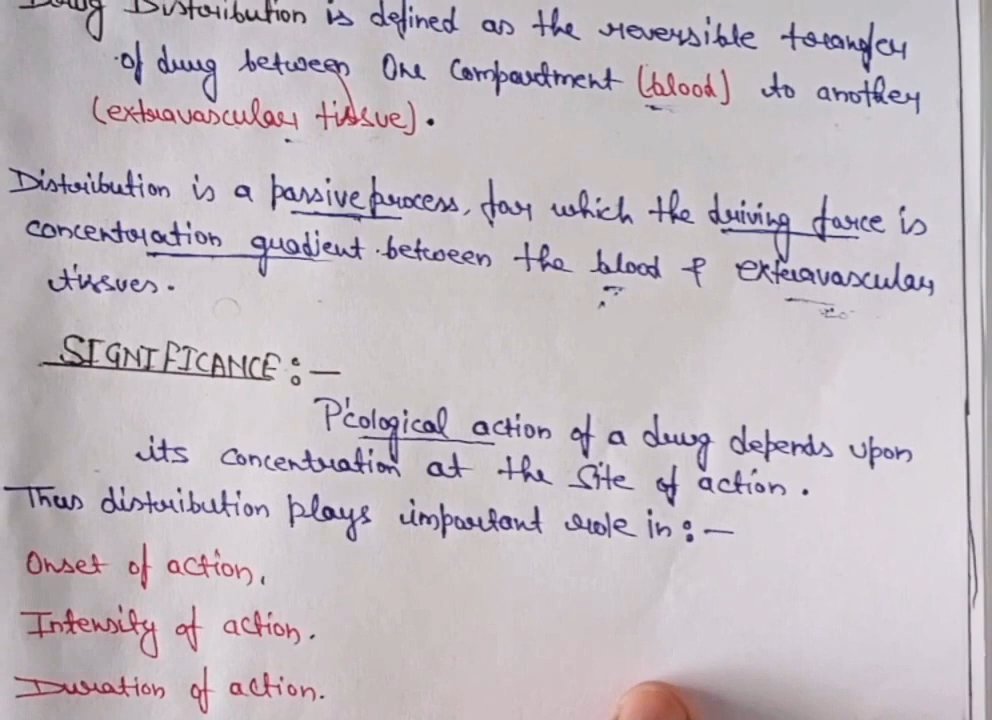 Drug Distribution is defined as the reversible transfer
of drug between One Compartment (blood) to another
(extravascular tissue).
Distribution is a passive process, for which the driving force is
concentration gradient between the blood & extravascular
tissues.
SIGNIFICANCE :-
P'cological action of a drug depends upon
its concentration at the site of action.
Thus distribution plays important role in :-
Onset of action.
Intensity of action.
Duration of action.